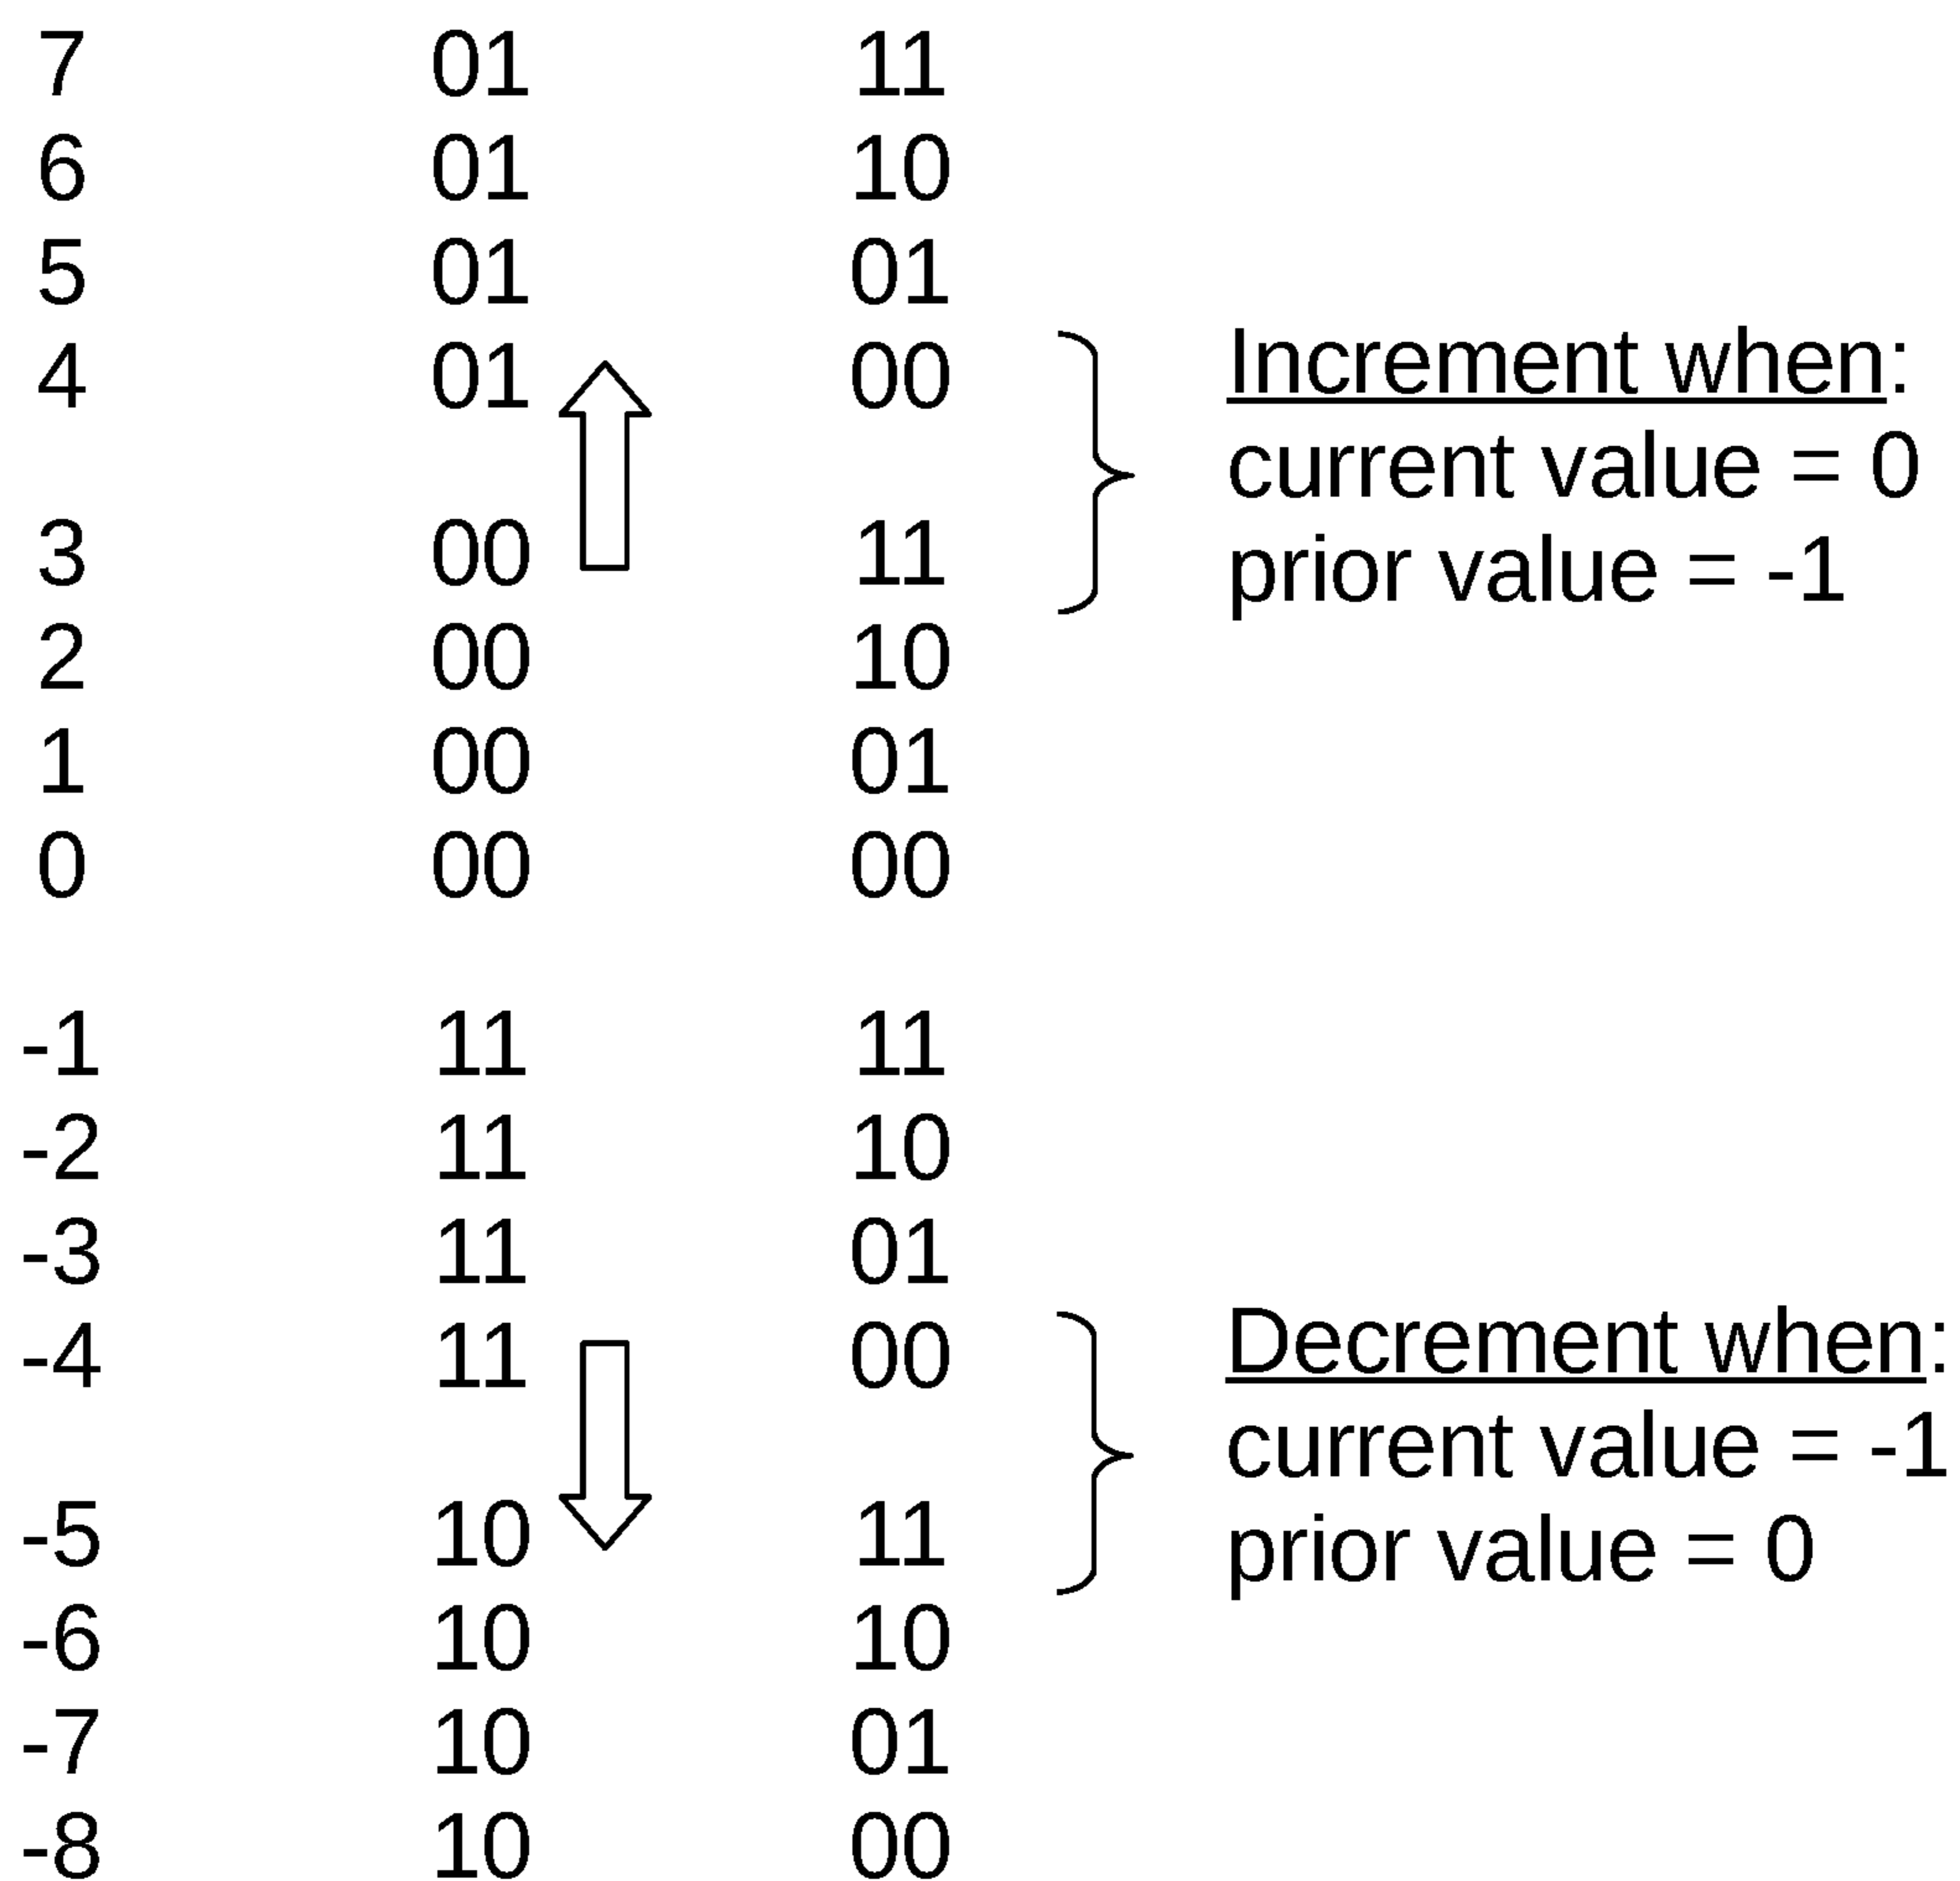 7 01 11
6 01 10
5 01 01
4 01 00 Increment when:
current value = 0
3 00 11 prior value = -1
2 00 10
1 00 01
0 00 00
-1 11 11
-2 11 10
-3 11 01
-4 11 00 Decrement when:
current value = -1
-5 10 11 prior value = 0
-6 10 10
-7 10 01
-8 10 00